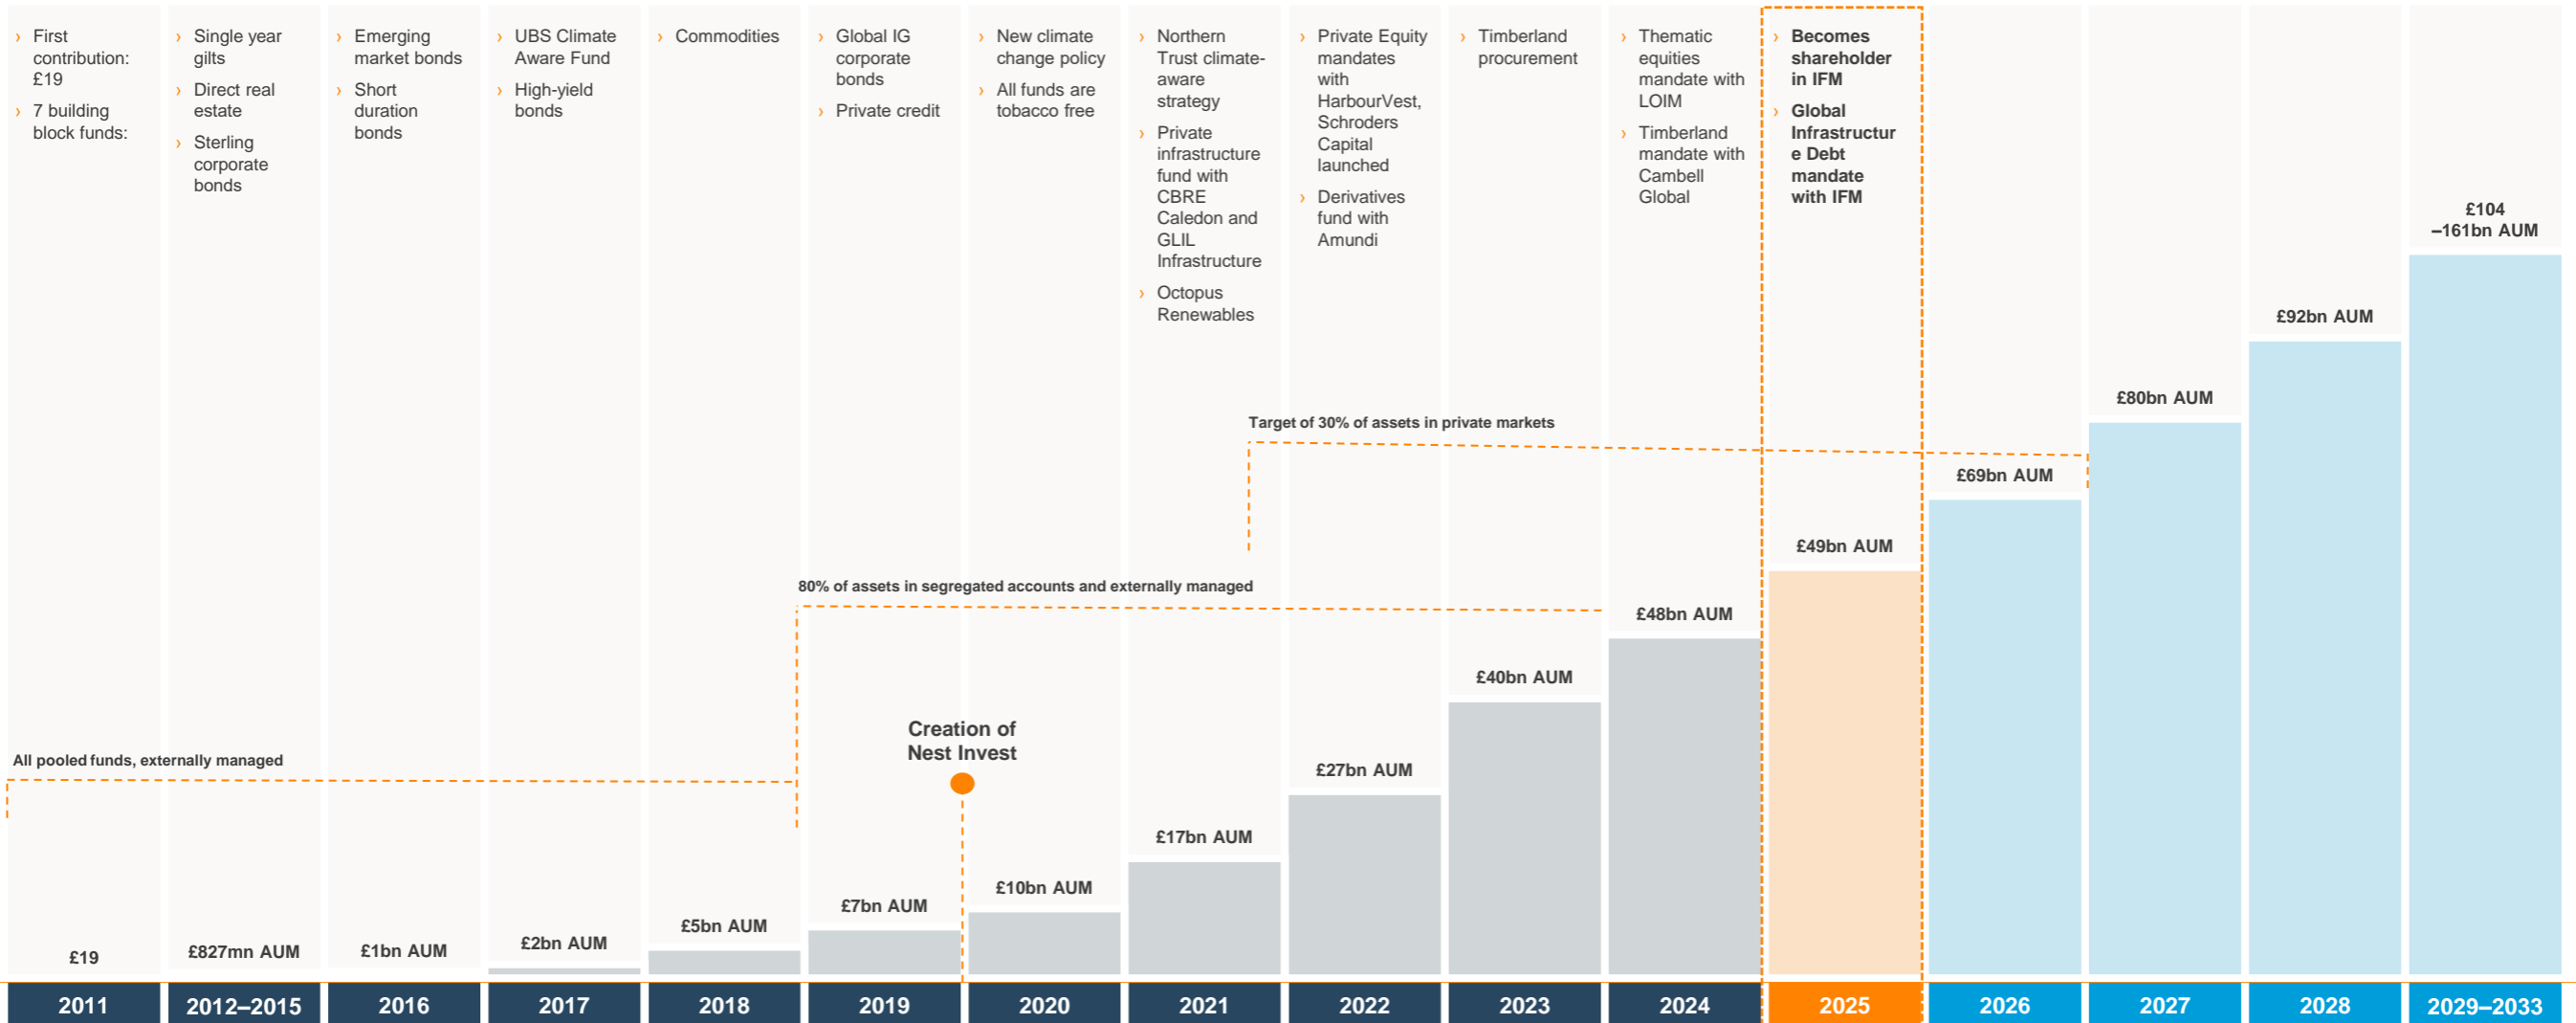 › First
contribution:
£19
› 7 building
block funds:
› Single year
gilts
› Direct real
estate
› Sterling
corporate
bonds
› Emerging
market bonds
› Short
duration
bonds
› UBS Climate
Aware Fund
› High-yield
bonds
› Commodities
› Global IG
corporate
bonds
› Private credit
› New climate
change policy
› All funds are
tobacco free
› Northern
Trust climate-
aware
strategy
› Private
infrastructure
fund with
CBRE
Caledon and
GLIL
Infrastructure
› Octopus
Renewables
› Private Equity
mandates
with
HarbourVest,
Schroders
Capital
launched
› Derivatives
fund with
Amundi
› Timberland
procurement
› Thematic
equities
mandate with
LOIM
› Timberland
mandate with
Cambell
Global
› Becomes
shareholder
in IFM
› Global
Infrastructur
e Debt
mandate
with IFM
£104
–161bn AUM
£92bn AUM
£80bn AUM
Target of 30% of assets in private markets
£69bn AUM
£49bn AUM
80% of assets in segregated accounts and externally managed
£48bn AUM
£40bn AUM
Creation of
Nest Invest
All pooled funds, externally managed
£27bn AUM
£17bn AUM
£10bn AUM
£7bn AUM
£5bn AUM
£2bn AUM
£1bn AUM
£827mn AUM
£19
2011
2012–2015
2016
2017
2018
2019
2020
2021
2022
2023
2024
2025
2026
2027
2028
2029–2033